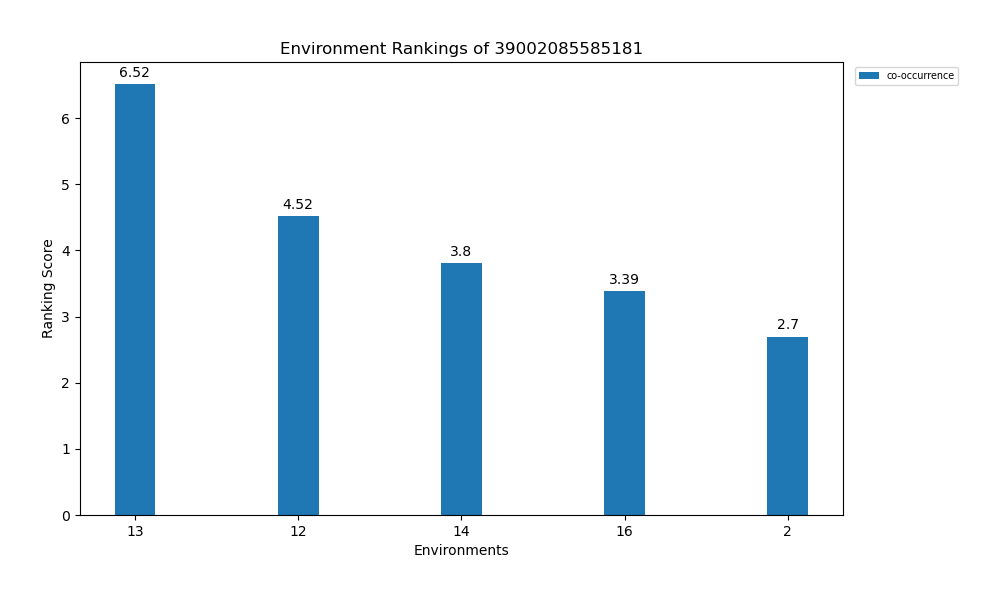 Environment Rankings of 39002085585181
co-occurrence
6.52
4.52
3.8
3.39
2.7
Ranking Score
6
5
4
3
2
1
0
13 12 14 16 2
Environments